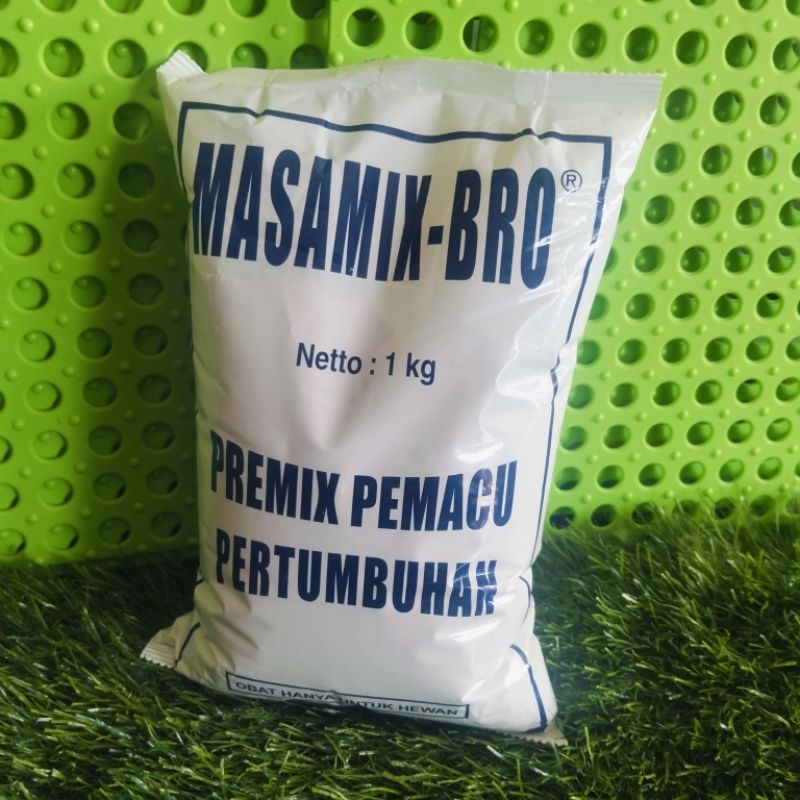 MASAMIX-BRO®
Netto : 1 kg
PREMIX PEMACU
PERTUMBUHAN
OBAT HANYA UNTUK HEWAN